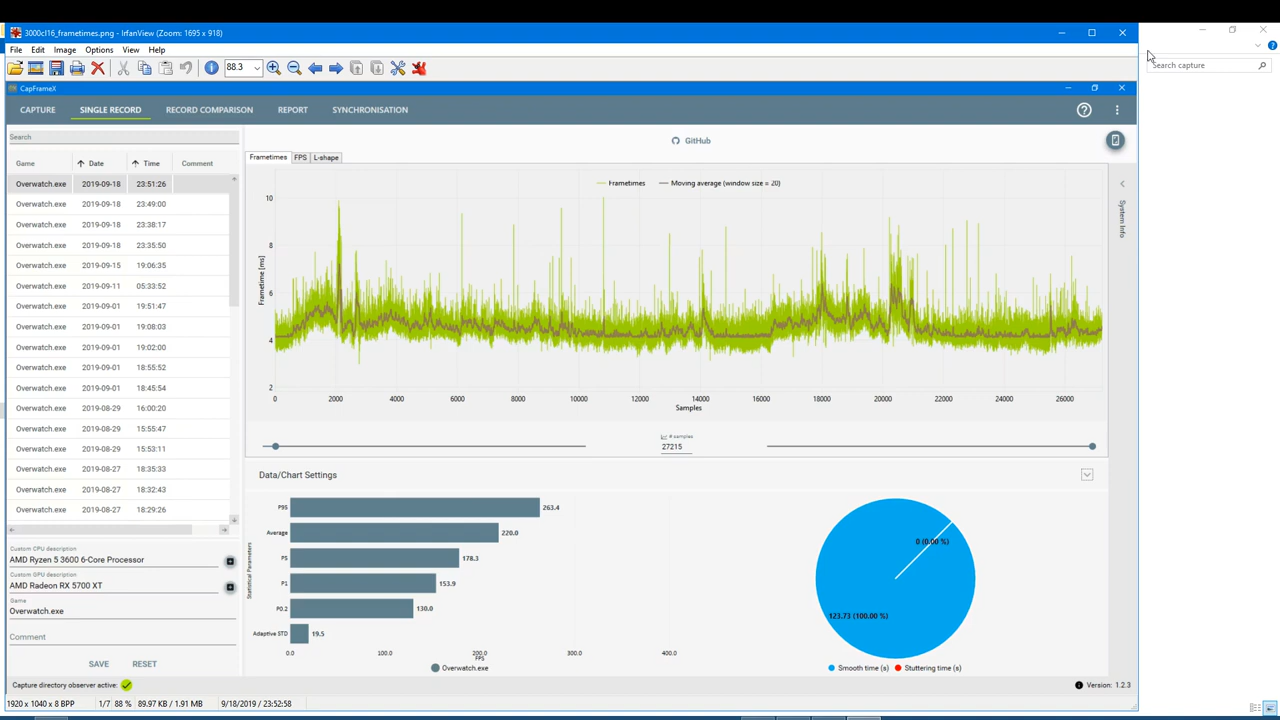 3000cl16_frametimes.png - IrfanView (Zoom: 1695 x 918)
File Edit Image Options View Help
88.3
Search capture
CapFrameX
CAPTURE SINGLE RECORD RECORD COMPARISON REPORT SYNCHRONISATION
Search
GitHub
Game Date Time Comment
Overwatch.exe 2019-09-18 23:51:26
Overwatch.exe 2019-09-18 23:49:00
Overwatch.exe 2019-09-18 23:38:17
Overwatch.exe 2019-09-18 23:35:50
Overwatch.exe 2019-09-15 19:06:35
Overwatch.exe 2019-09-11 05:33:52
Overwatch.exe 2019-09-01 19:51:47
Overwatch.exe 2019-09-01 19:08:03
Overwatch.exe 2019-09-01 19:02:00
Overwatch.exe 2019-09-01 18:55:52
Overwatch.exe 2019-09-01 18:45:54
Overwatch.exe 2019-08-29 16:00:20
Overwatch.exe 2019-08-29 15:55:47
Overwatch.exe 2019-08-29 15:53:11
Overwatch.exe 2019-08-27 18:35:33
Overwatch.exe 2019-08-27 18:32:43
Overwatch.exe 2019-08-27 18:29:26
Custom CPU description
AMD Ryzen 5 3600 6-Core Processor
Custom GPU description
AMD Radeon RX 5700 XT
Game
Overwatch.exe
Comment
SAVE RESET
Capture directory observer active:
Frametimes FPS L-shape
Frametimes Moving average (window size = 20)
System Info
Frametime [ms]
10
8
6
4
2
0 2000 4000 6000 8000 10000 12000 14000 16000 18000 20000 22000 24000 26000
Samples
# samples
27215
Data/Chart Settings
Statistical Parameters
P95 263.4
Average 220.0
P5 178.3
P5 153.9
P0.2 130.0
Adaptive STD 19.5
0.0 100.0 200.0 300.0 400.0
FPS
Overwatch.exe
0 (0.00 %)
123.73 (100.00 %)
Smooth time (s) Stuttering time (s)
Version: 1.2.3
1920 x 1040 x 8 BPP 1/7 88 % 89.97 KB / 1.91 MB 9/18/2019 / 23:52:58